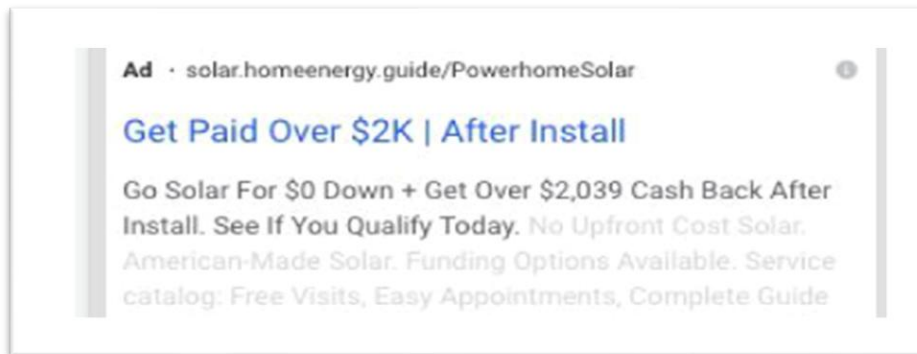 Ad · solar.homeenergy.guide/PowerhomeSolar
Get Paid Over $2K | After Install
Go Solar For $0 Down + Get Over $2,039 Cash Back After
Install. See If You Qualify Today. No Upfront Cost Solar.
American-Made Solar. Funding Options Available. Service
catalog: Free Visits, Easy Appointments, Complete Guide